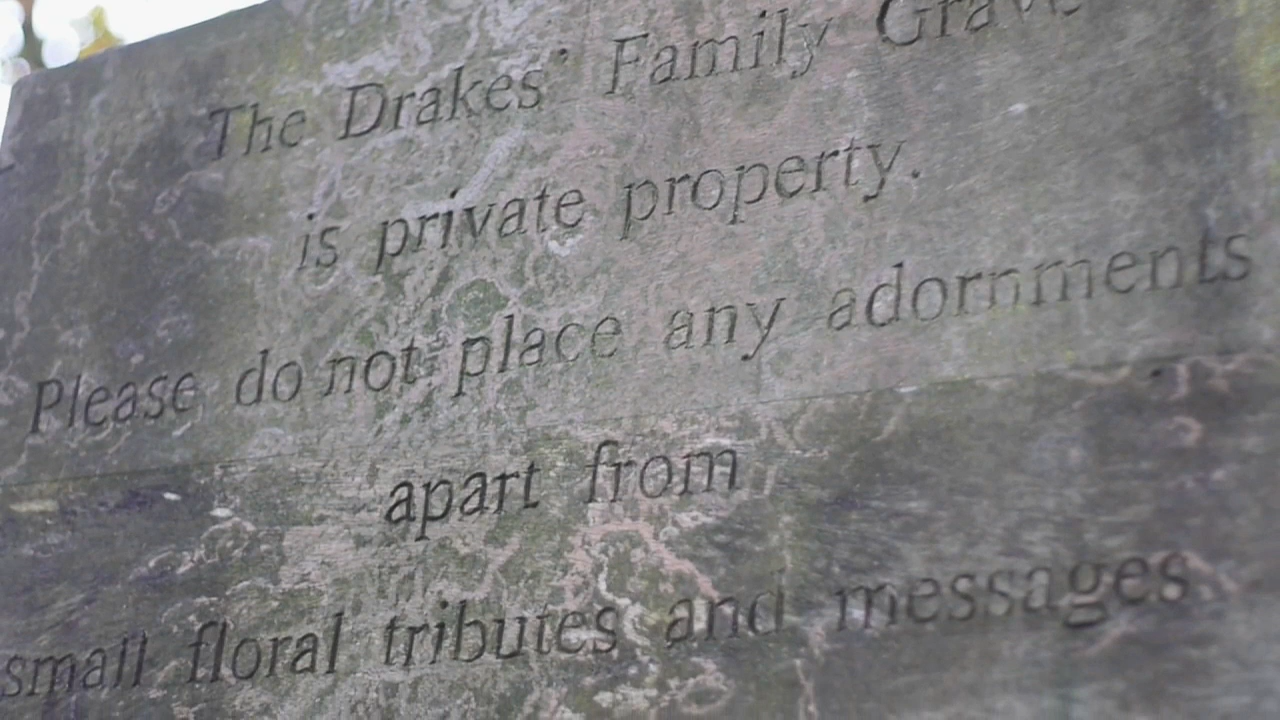 The Drakes' Family Grave
is private property.
Please do not place any adornments
apart from
small floral tributes and messages